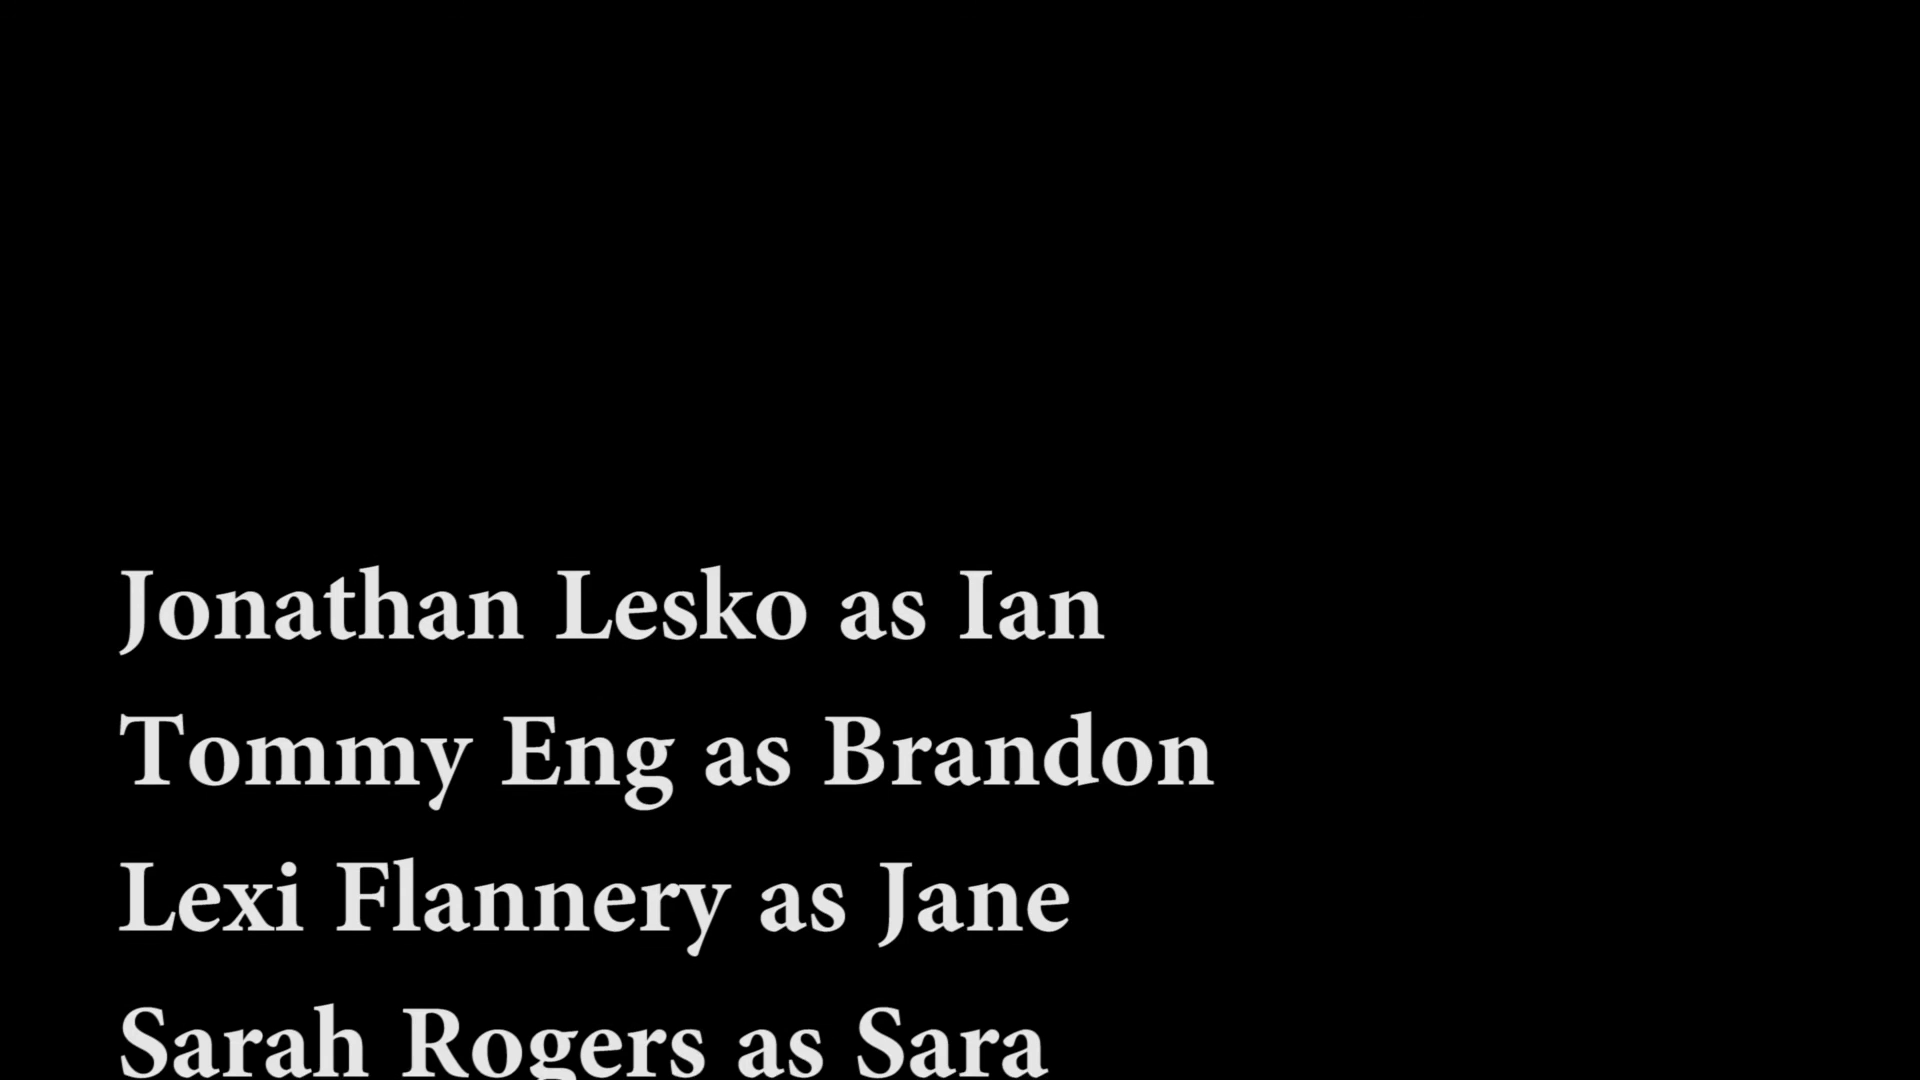 Jonathan Lesko as Ian
Tommy Eng as Brandon
Lexi Flannery as Jane
Sarah Rogers as Sara